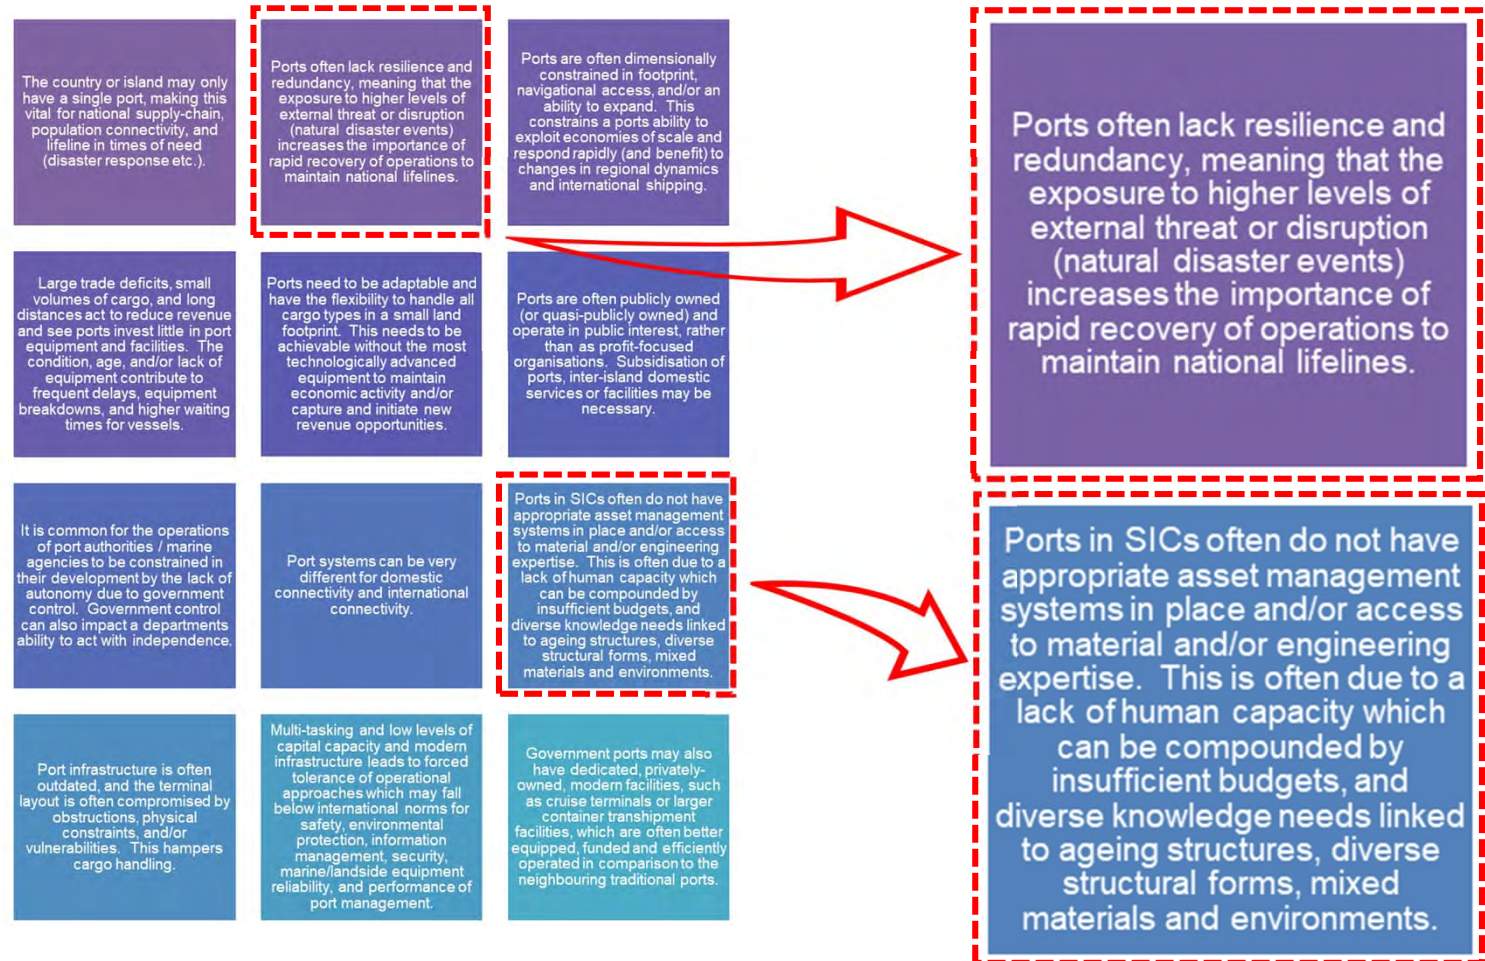 The country or island may only
have a single port, making this
vital for national supply-chain,
population connectivity, and
lifeline in times of need
(disaster response etc.).
Ports often lack resilience and
redundancy, meaning that the
exposure to higher levels of
external threat or disruption
(natural disaster events)
increases the importance of
rapid recovery of operations to
maintain national lifelines.
Ports are often dimensionally
constrained in footprint,
navigational access, and/or an
ability to expand. This
constrains a ports ability to
exploit economies of scale and
respond rapidly (and benefit) to
changes in regional dynamics
and international shipping.
Large trade deficits, small
volumes of cargo, and long
distances act to reduce revenue
and see ports invest little in port
equipment and facilities. The
condition, age, and/or lack of
equipment contribute to
frequent delays, equipment
breakdowns, and higher waiting
times for vessels.
Ports need to be adaptable and
have the flexibility to handle all
cargo types in a small land
footprint. This needs to be
achievable without the most
technologically advanced
equipment to maintain
economic activity and/or
capture and initiate new
revenue opportunities.
Ports are often publicly owned
(or quasi-publicly owned) and
operate in public interest, rather
than as profit-focused
organisations. Subsidisation of
ports, inter-island domestic
services or facilities may be
necessary.
It is common for the operations
of port authorities / marine
agencies to be constrained in
their development by the lack of
autonomy due to government
control. Government control
can also impact a departments
ability to act with independence.
Port systems can be very
different for domestic
connectivity and international
connectivity.
Ports in SICs often do not have
appropriate asset management
systems in place and/or access
to material and/or engineering
expertise. This is often due to a
lack of human capacity which
can be compounded by
insufficient budgets, and
diverse knowledge needs linked
to ageing structures, diverse
structural forms, mixed
materials and environments.
Port infrastructure is often
outdated, and the terminal
layout is often compromised by
obstructions, physical
constraints, and/or
vulnerabilities. This hampers
cargo handling.
Multi-tasking and low levels of
capital capacity and modern
infrastructure leads to forced
tolerance of operational
approaches which may fall
below international norms for
safety, environmental
protection, information
management, security,
marine/landside equipment
reliability, and performance of
port management.
Government ports may also
have dedicated, privately-
owned, modern facilities, such
as cruise terminals or larger
container transhipment
facilities, which are often better
equipped, funded and efficiently
operated in comparison to the
neighbouring traditional ports.
Ports often lack resilience and
redundancy, meaning that the
exposure to higher levels of
external threat or disruption
(natural disaster events)
increases the importance of
rapid recovery of operations to
maintain national lifelines.
Ports in SICs often do not have
appropriate asset management
systems in place and/or access
to material and/or engineering
expertise. This is often due to a
lack of human capacity which
can be compounded by
insufficient budgets, and
diverse knowledge needs linked
to ageing structures, diverse
structural forms, mixed
materials and environments.